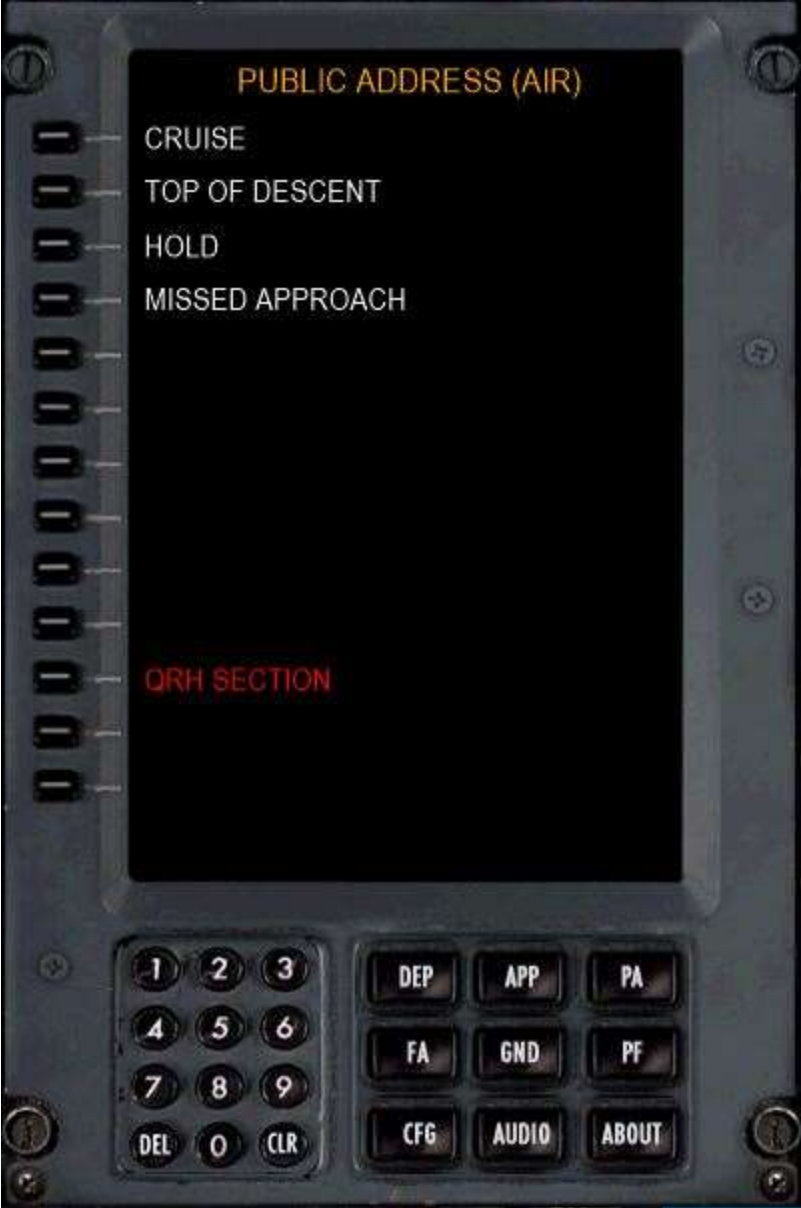 PUBLIC ADDRESS (AIR)
CRUISE
TOP OF DESCENT
HOLD
MISSED APPROACH
QRH SECTION
1 2 3
4 5 6
7 8 9
DEL 0 CLR
DEP APP PA
FA GND PF
CFG AUDIO ABOUT